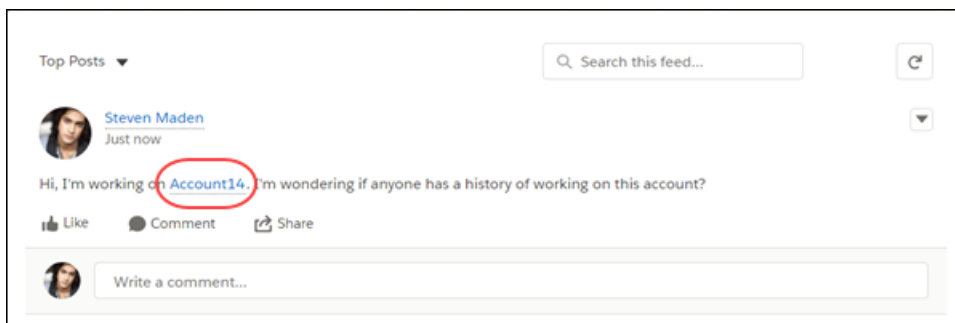 Top Posts
Search this feed...
Steven Maden
Just now
Hi, I'm working on Account14. I'm wondering if anyone has a history of working on this account?
Like Comment Share
Write a comment...